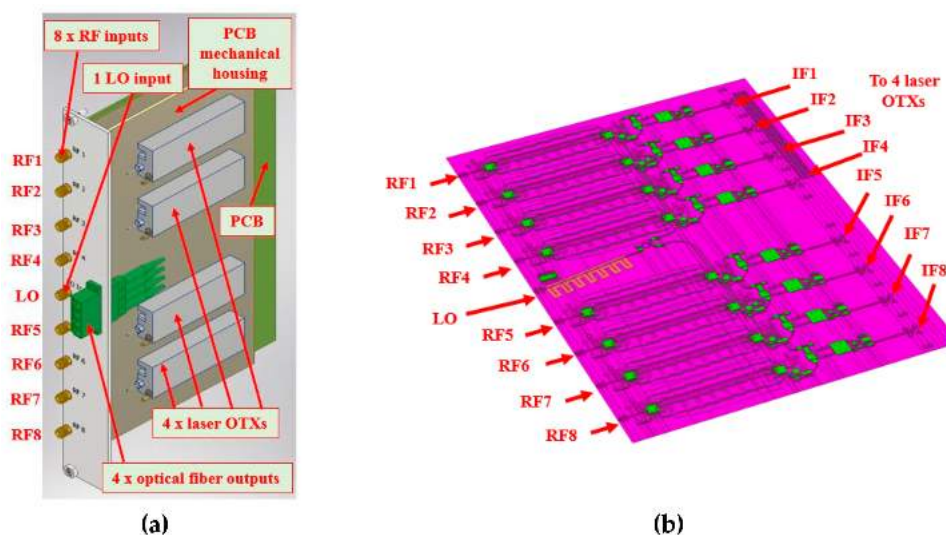 8 x RF inputs
1 LO input
PCB
mechanical
housing
RF1
RF2
RF3
RF4
LO
RF5
RF6
RF7
RF8
PCB
4 x laser OTXs
4 x optical fiber outputs
(a)
IF1
IF2
IF3
IF4
IF5
IF6
IF7
IF8
To 4 laser
OTXs
RF1
RF2
RF3
RF4
LO
RF5
RF6
RF7
RF8
(b)